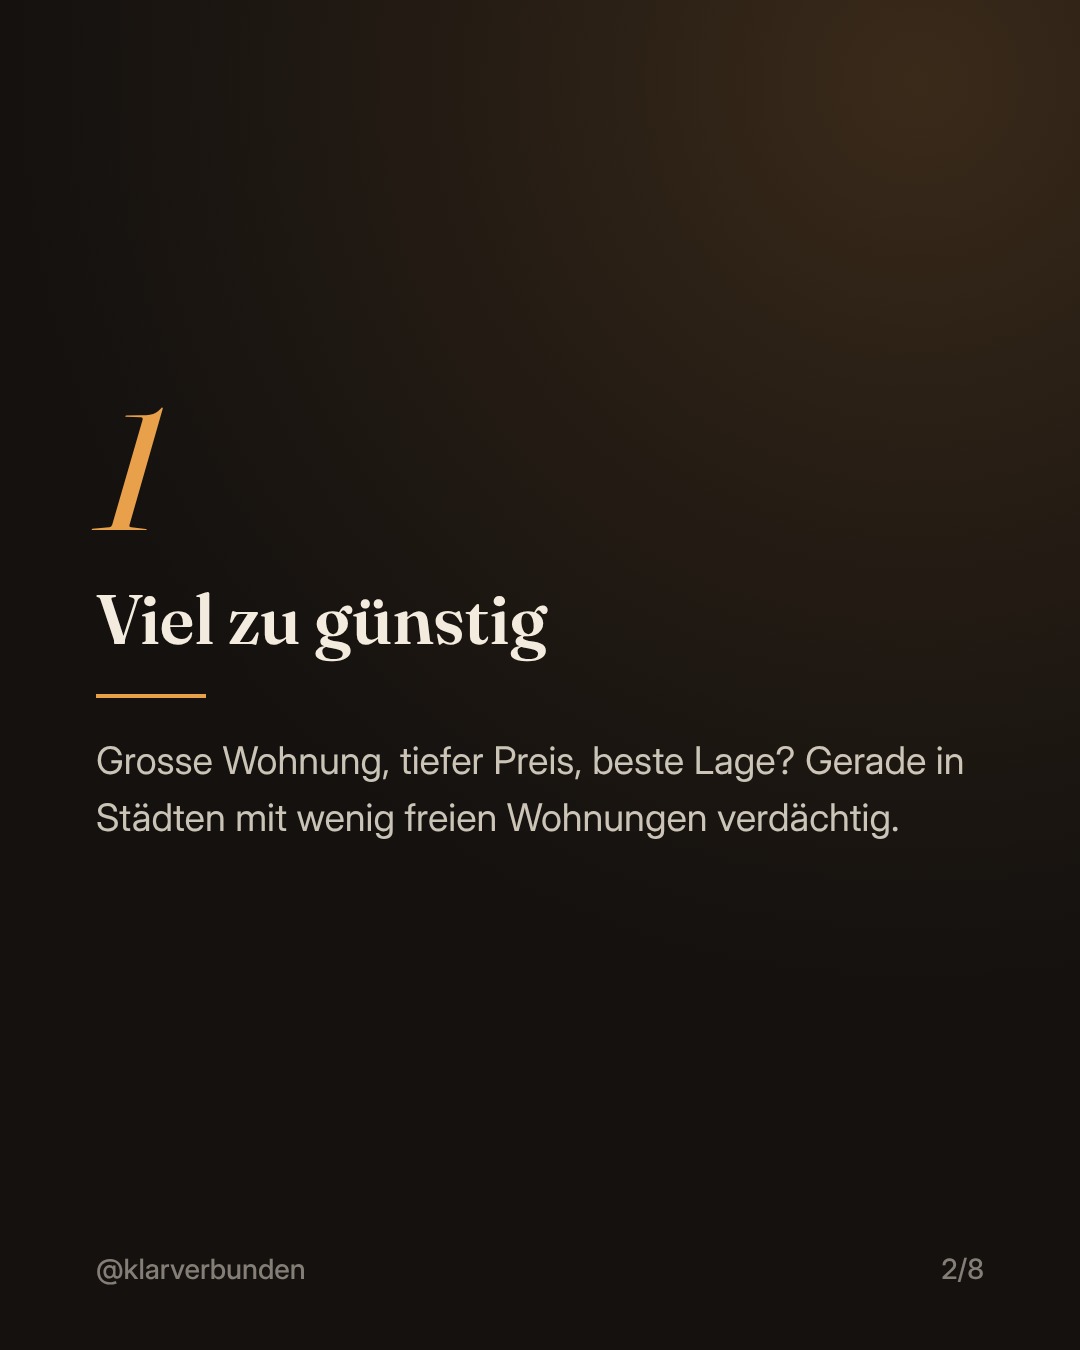 1
Viel zu günstig
Grosse Wohnung, tiefer Preis, beste Lage? Gerade in
Städten mit wenig freien Wohnungen verdächtig.
@klarverbunden
2/8